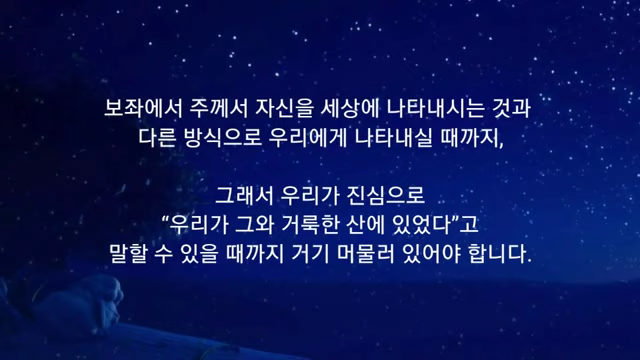 보좌에서 주께서 자신을 세상에 나타내시는 것과
다른 방식으로 우리에게 나타내실 때까지,
그래서 우리가 진심으로
“우리가 그와 거룩한 산에 있었다”고
말할 수 있을 때까지 거기 머물러 있어야 합니다.